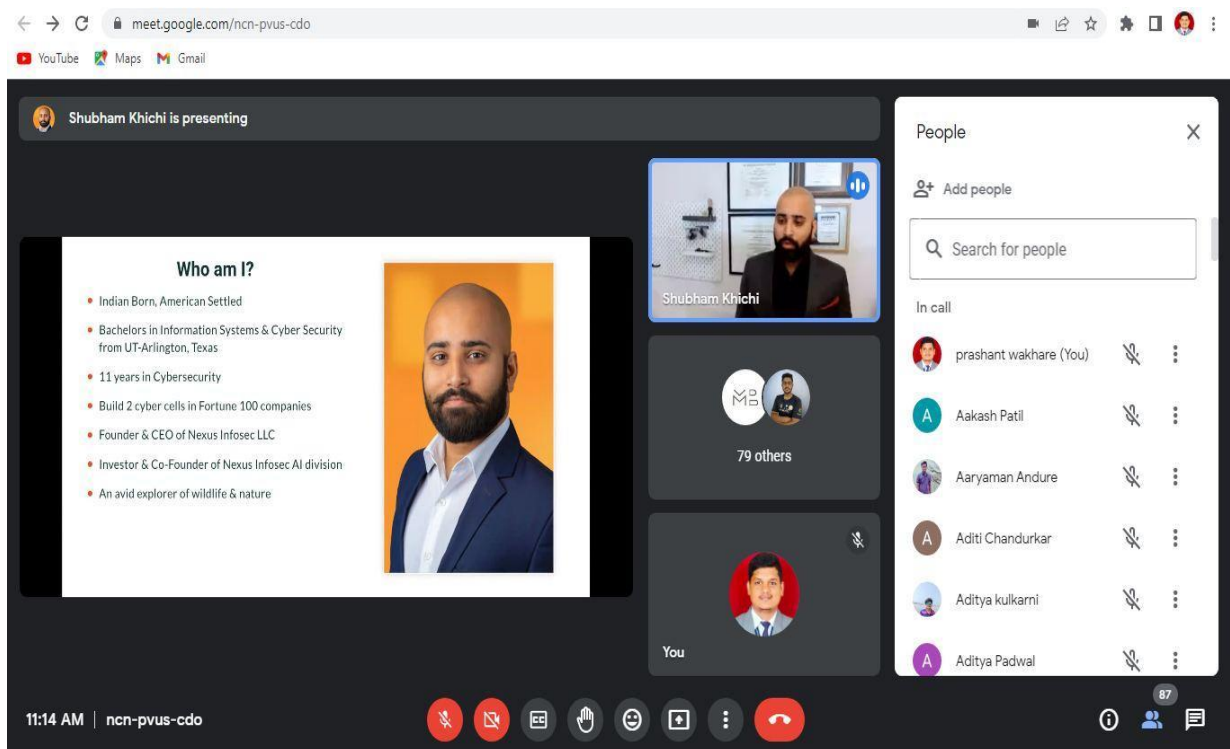 meet.google.com/ncn-pvus-cdo
YouTube Maps Gmail
Shubham Khichi is presenting
Who am I?
Indian Born, American Settled
Bachelors in Information Systems & Cyber Security
from UT-Arlington, Texas
11 years in Cybersecurity
Build 2 cyber cells in Fortune 100 companies
Founder & CEO of Nexus Infosec LLC
Investor & Co-Founder of Nexus Infosec AI division
An avid explorer of wildlife & nature
Shubham Khichi
79 others
You
People
Add people
Search for people
In call
prashant wakhare (You)
A Aakash Patil
Aaryaman Andure
A Aditi Chandurkar
Aditya kulkarni
A Aditya Padwal
11:14 AM | ncn-pvus-cdo
CC
87